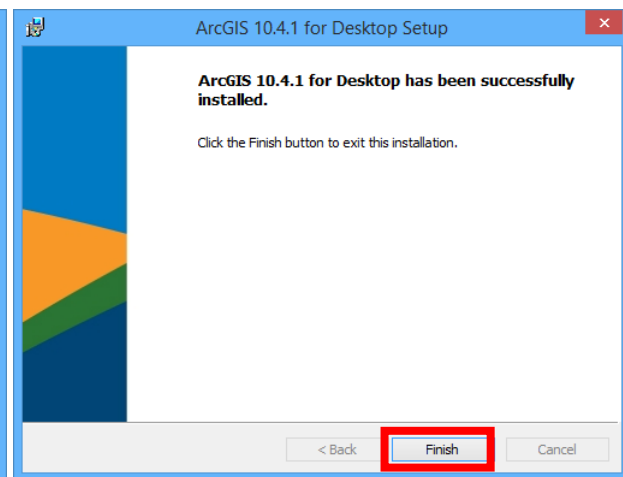 ArcGIS 10.4.1 for Desktop Setup
ArcGIS 10.4.1 for Desktop has been successfully
installed.
Click the Finish button to exit this installation.
< Back Finish Cancel